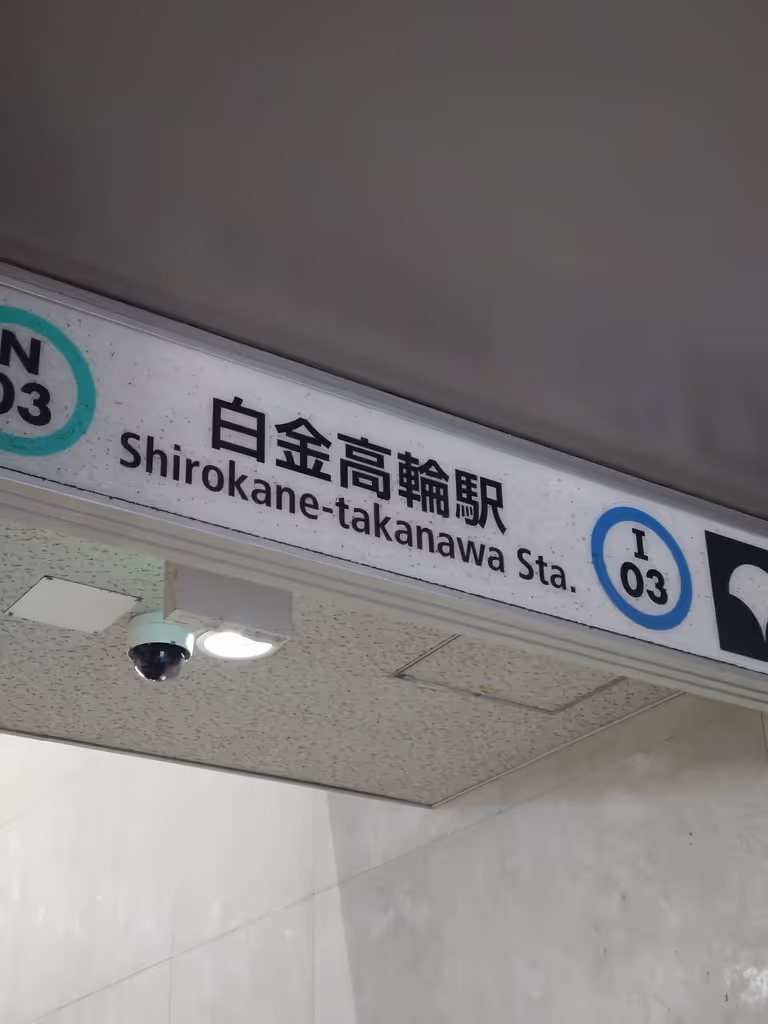 N
03
白金高輪駅
Shirokane-takanawa Sta.
I
03